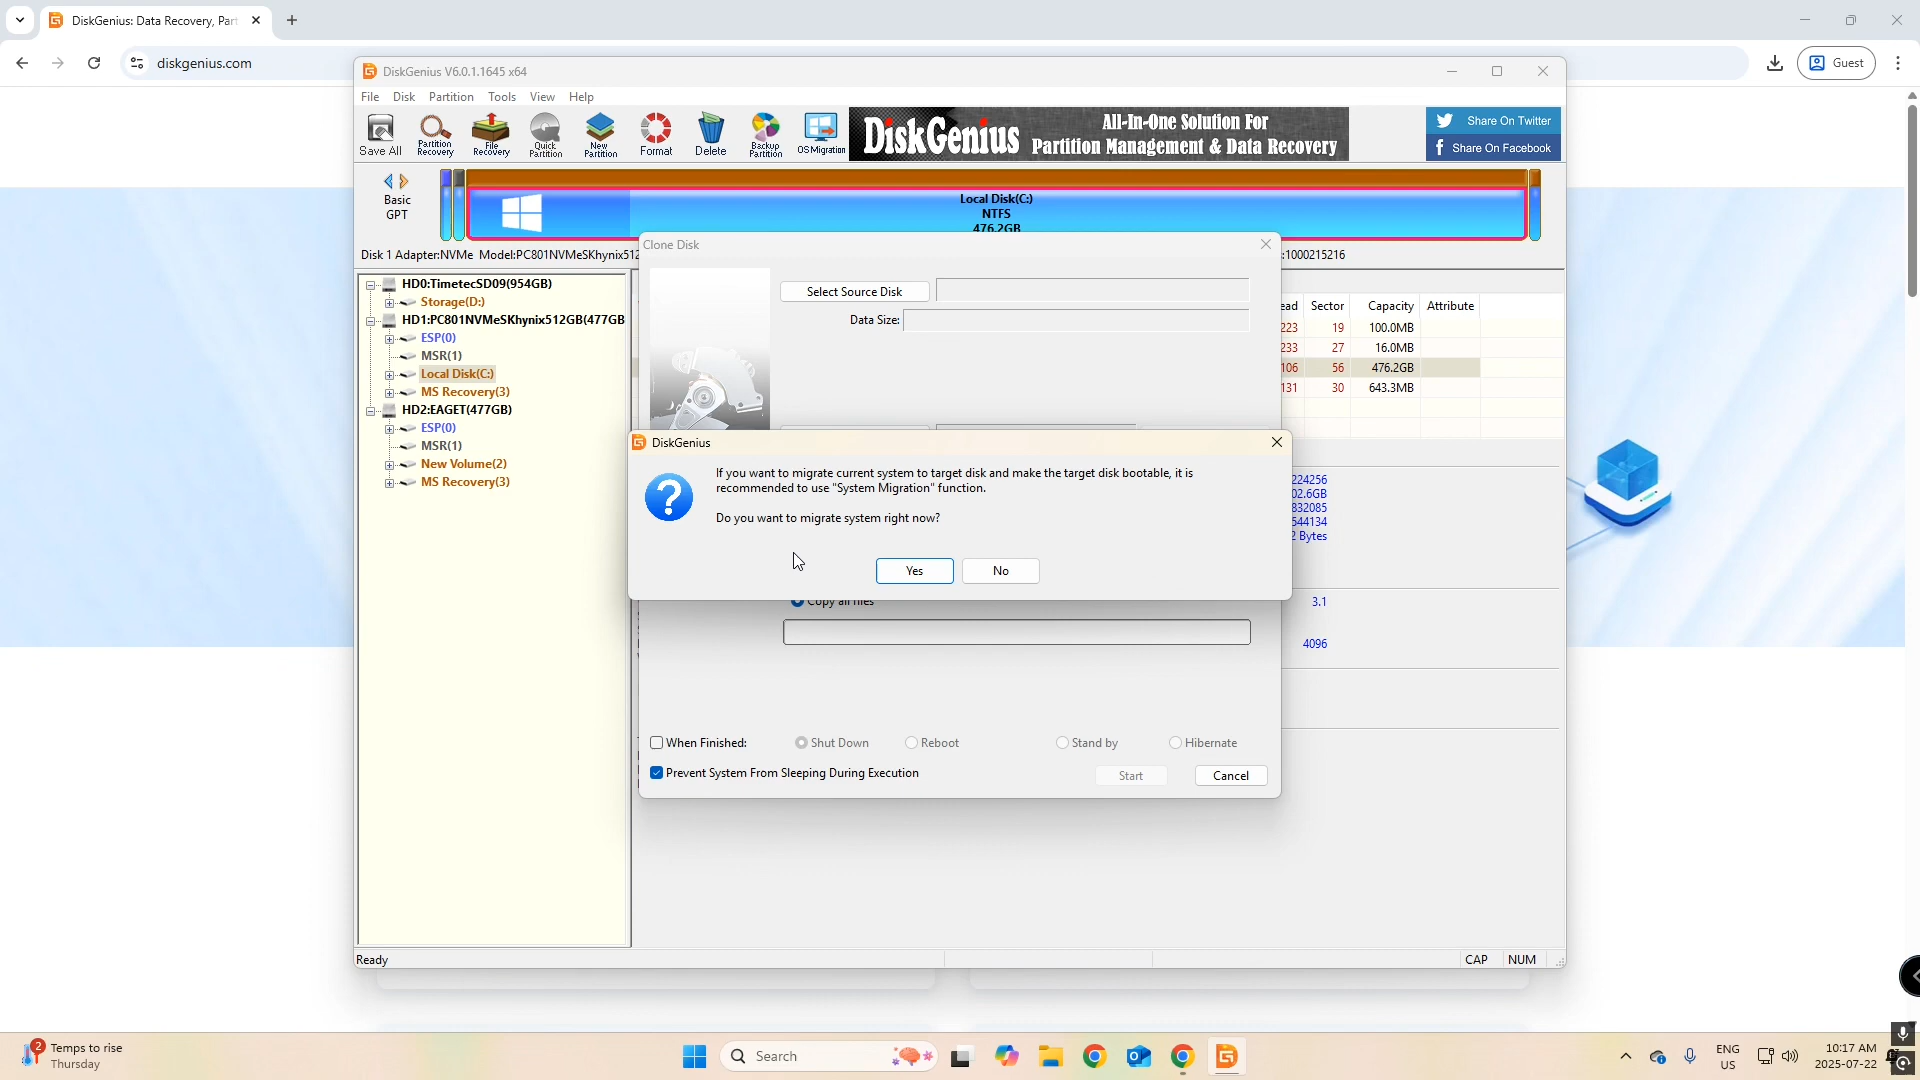 DiskGenius: Data Recovery, Par
diskgenius.com
Guest
DiskGenius V6.0.1.1645 x64
File Disk Partition Tools View Help
Save All
Partition Recovery
File Recovery
Quick Partition
New Partition
Format
Delete
Backup Partition
OS Migration
DiskGenius
All-In-One Solution For
Partition Management & Data Recovery
Share On Twitter
Share On Facebook
Basic
GPT
Local Disk(C:)
NTFS
476.2GB
Disk 1 Adapter:NVMe Model:PC801NVMeSKhynix512
:1000215216
HD0:TimetecSD09(954GB)
Storage(D:)
HD1:PC801NVMeSKhynix512GB(477GB
ESP(0)
MSR(1)
Local Disk(C:)
MS Recovery(3)
HD2:EAGET(477GB)
ESP(0)
MSR(1)
New Volume(2)
MS Recovery(3)
Clone Disk
Select Source Disk
Data Size:
ead Sector Capacity Attribute
223 19 100.0MB
233 27 16.0MB
106 56 476.2GB
131 30 643.3MB
DiskGenius
If you want to migrate current system to target disk and make the target disk bootable, it is
recommended to use "System Migration" function.
Do you want to migrate system right now?
Yes No
224256
02.6GB
832085
544134
2 Bytes
Copy all files
3.1
4096
When Finished: Shut Down Reboot Stand by Hibernate
Prevent System From Sleeping During Execution
Start Cancel
Ready
CAP NUM
2
Temps to rise
Thursday
Search
ENG
US
10:17 AM
2025-07-22